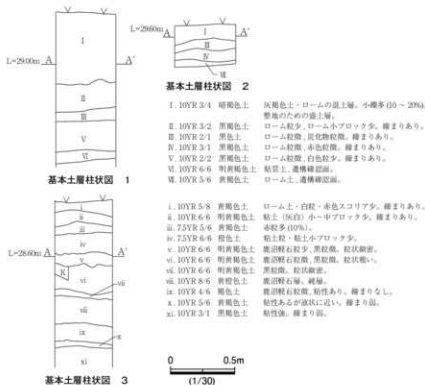 L=29.00m A A'
I
II
III
V
VI
基本土層柱状図 1
L=29.60m A A'
I
III
IV
VII
基本土層柱状図 2
I. 10YR 3/4 暗褐色土 灰褐色土・ロームの混土層。小礫多(10~20%)。
整地のための盛土層。
II. 10YR 3/2 黒褐色土 ローム粒少、ローム小ブロック少。締まりあり。
III. 10YR 2/1 黒色土 ローム粒微、炭化物粒微。締まりあり。
IV. 10YR 3/1 黒褐色土 ローム粒微、赤色粒微。締まりあり。
V. 10YR 2/2 黒褐色土 ローム粒微、白色粒少。締まりあり。
VI. 10YR 6/6 明黄褐色土 粘質土、遺構確認面。
VII. 10YR 5/6 黄褐色土 ローム土、遺構確認面。
L=28.60m A A'
i
ii
iii
iv
v
K
vi
vii
viii
ix
x
xi
基本土層柱状図 3
i. 10YR 5/8 黄褐色土 ローム土・白粒・赤色スコリア少。締まりあり。
ii. 10YR 6/6 明黄褐色土 粘土(灰白)小~中ブロック少。締まりあり。
iii. 7.5YR 5/6 黄褐色土 赤粒多(10%)。
iv. 7.5YR 6/6 橙色土 粘土粒・粘土小ブロック少。
v. 10YR 6/6 明黄褐色土 鹿沼軽石粒少、黒粒微。粒状緻密。
vi. 10YR 6/6 明黄褐色土 鹿沼軽石粒微、黒粒微。粒状粗い。
vii. 10YR 6/6 明黄褐色土 黒粒微。粒状緻密。
viii. 10YR 8/6 黄橙色土 鹿沼軽石層。純層。
ix. 10YR 4/6 褐色土 鹿沼軽石粒微、粘性あり。締まりなし。
x. 10YR 5/6 黄褐色土 粘性あるが液状に近い。締まり弱。
xi. 10YR 3/1 黒褐色土 粘性強。締まり弱。
0 0.5m
(1/30)